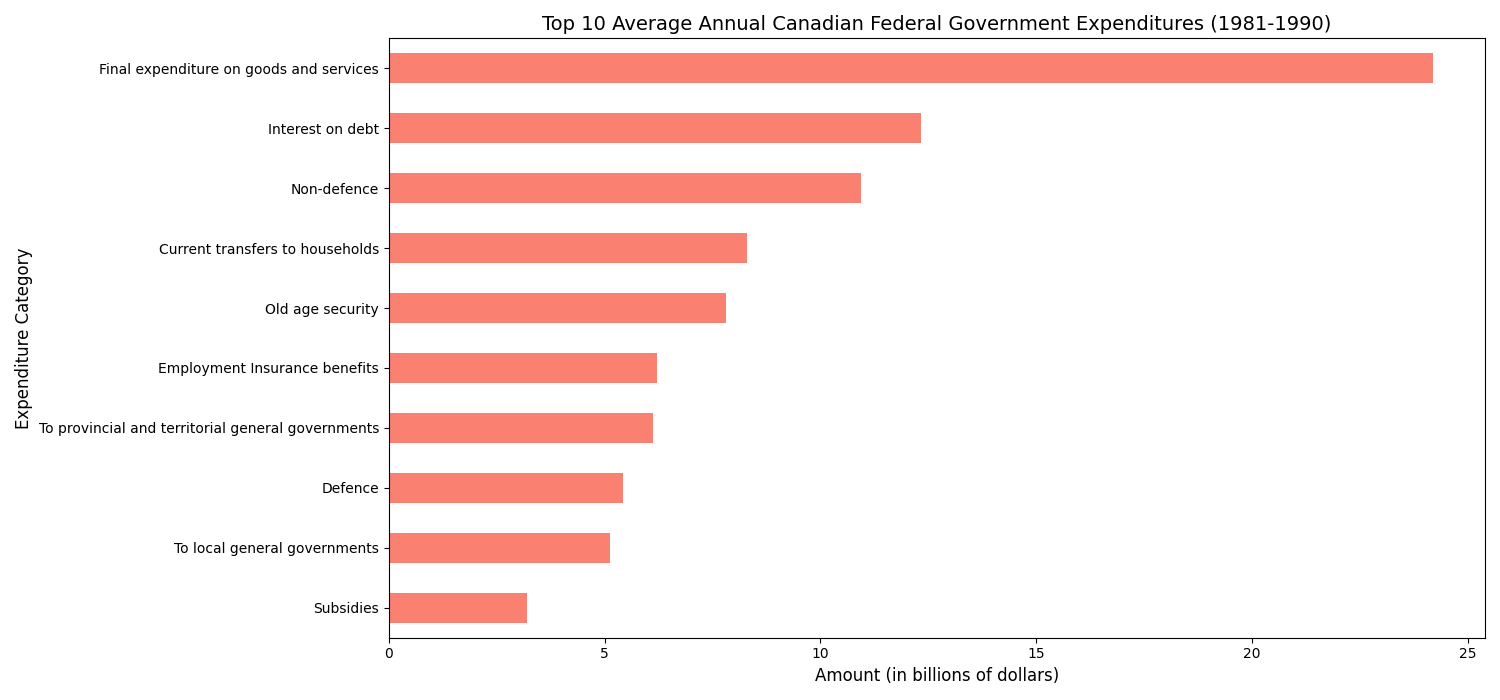 Top 10 Average Annual Canadian Federal Government Expenditures (1981-1990)
Expenditure Category
Final expenditure on goods and services
Interest on debt
Non-defence
Current transfers to households
Old age security
Employment Insurance benefits
To provincial and territorial general governments
Defence
To local general governments
Subsidies
0 5 10 15 20 25
Amount (in billions of dollars)